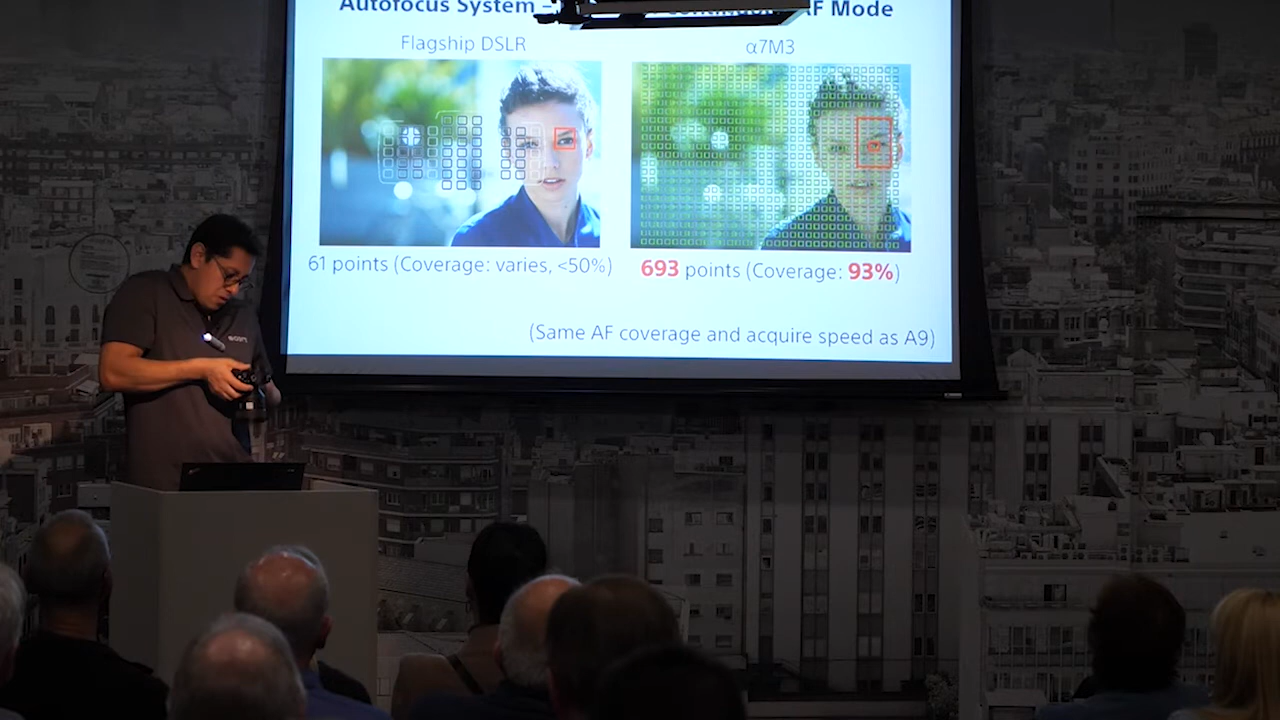 Autofocus System – AF Mode
Flagship DSLR
α7M3
61 points (Coverage: varies, <50%)
693 points (Coverage: 93%)
(Same AF coverage and acquire speed as A9)